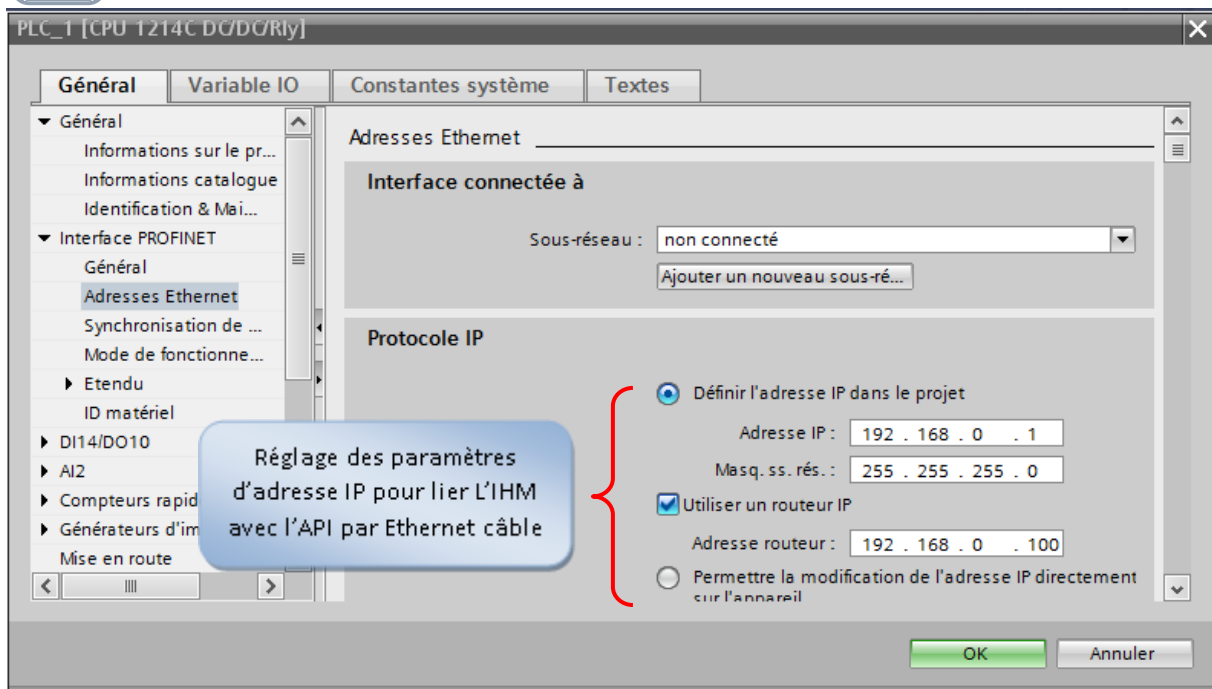 PLC_1 [CPU 1214C DC/DC/Rly]
Général
Variable IO
Constantes système
Textes
Général
Informations sur le pr...
Informations catalogue
Identification & Mai...
Interface PROFINET
Général
Adresses Ethernet
Synchronisation de ...
Mode de fonctionne...
Etendu
ID matériel
DI14/DO10
AI2
Compteurs rapid
Générateurs d'im
Mise en route
Adresses Ethernet
Interface connectée à
Sous-réseau : non connecté
Ajouter un nouveau sous-ré...
Protocole IP
Définir l'adresse IP dans le projet
Adresse IP : 192 . 168 . 0 . 1
Masq. ss. rés. : 255 . 255 . 255 . 0
Utiliser un routeur IP
Adresse routeur : 192 . 168 . 0 . 100
Permettre la modification de l'adresse IP directement
sur l'appareil
Réglage des paramètres
d'adresse IP pour lier L'IHM
avec l'API par Ethernet câble
OK
Annuler